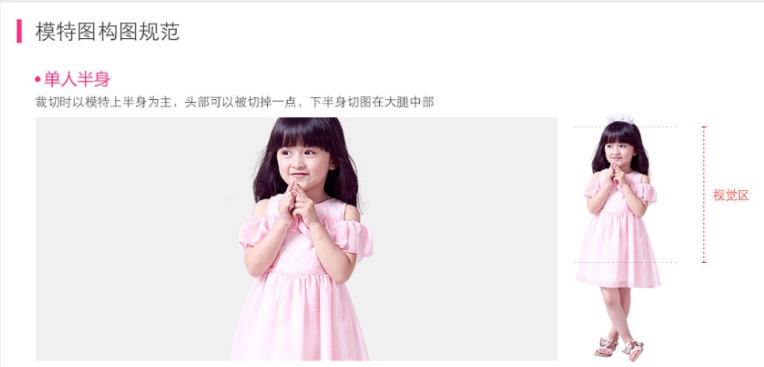 模特图构图规范
单人半身
裁切时以模特上半身为主，头部可以被切掉一点，下半身切图在大腿中部
视觉区